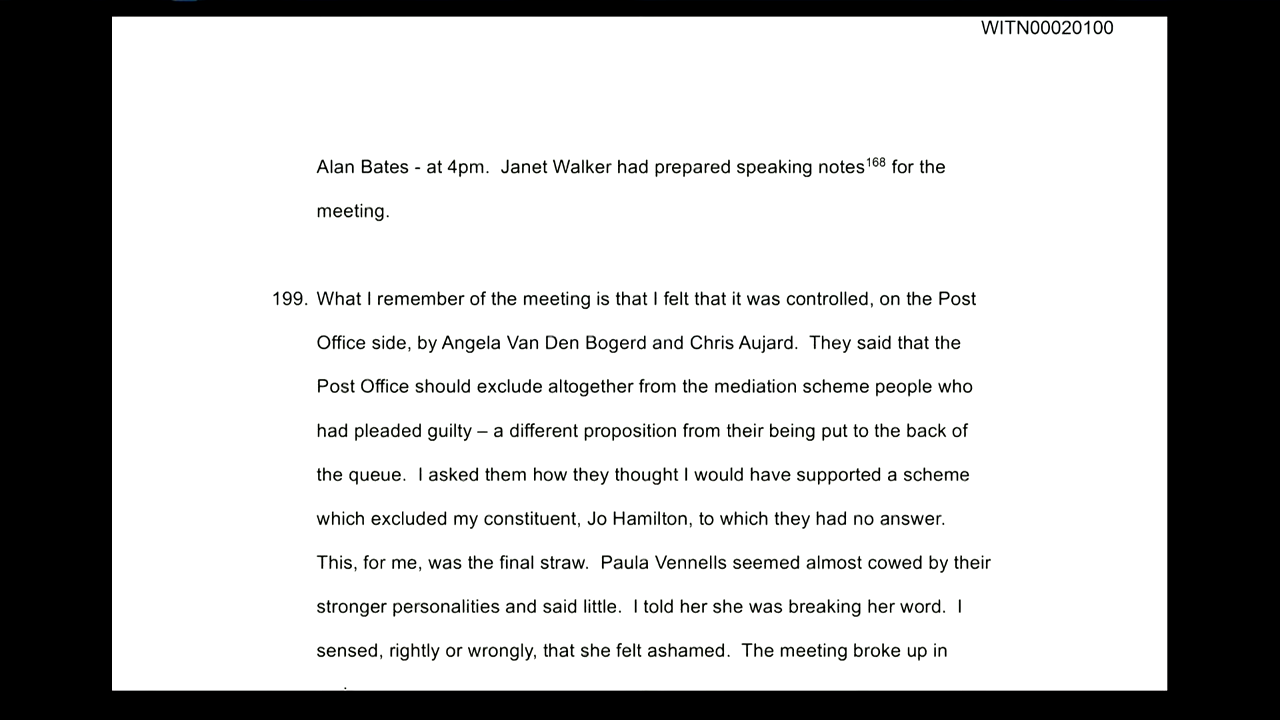 WITN00020100
Alan Bates - at 4pm.  Janet Walker had prepared speaking notes168 for the
meeting.
199. What I remember of the meeting is that I felt that it was controlled, on the Post
Office side, by Angela Van Den Bogerd and Chris Aujard.  They said that the
Post Office should exclude altogether from the mediation scheme people who
had pleaded guilty – a different proposition from their being put to the back of
the queue.  I asked them how they thought I would have supported a scheme
which excluded my constituent, Jo Hamilton, to which they had no answer.
This, for me, was the final straw.  Paula Vennells seemed almost cowed by their
stronger personalities and said little.  I told her she was breaking her word.  I
sensed, rightly or wrongly, that she felt ashamed.  The meeting broke up in